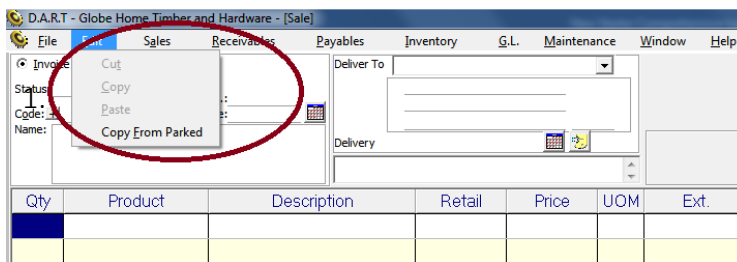 D.A.R.T - Globe Home Timber and Hardware - [Sale]
File Edit Sales Receivables Payables Inventory G.L. Maintenance Window Help
Invoice
Deliver To
Cut
Status:
Copy
1.
Code:
Paste
Name:
Copy From Parked
Delivery
Qty Product Description Retail Price UOM Ext.